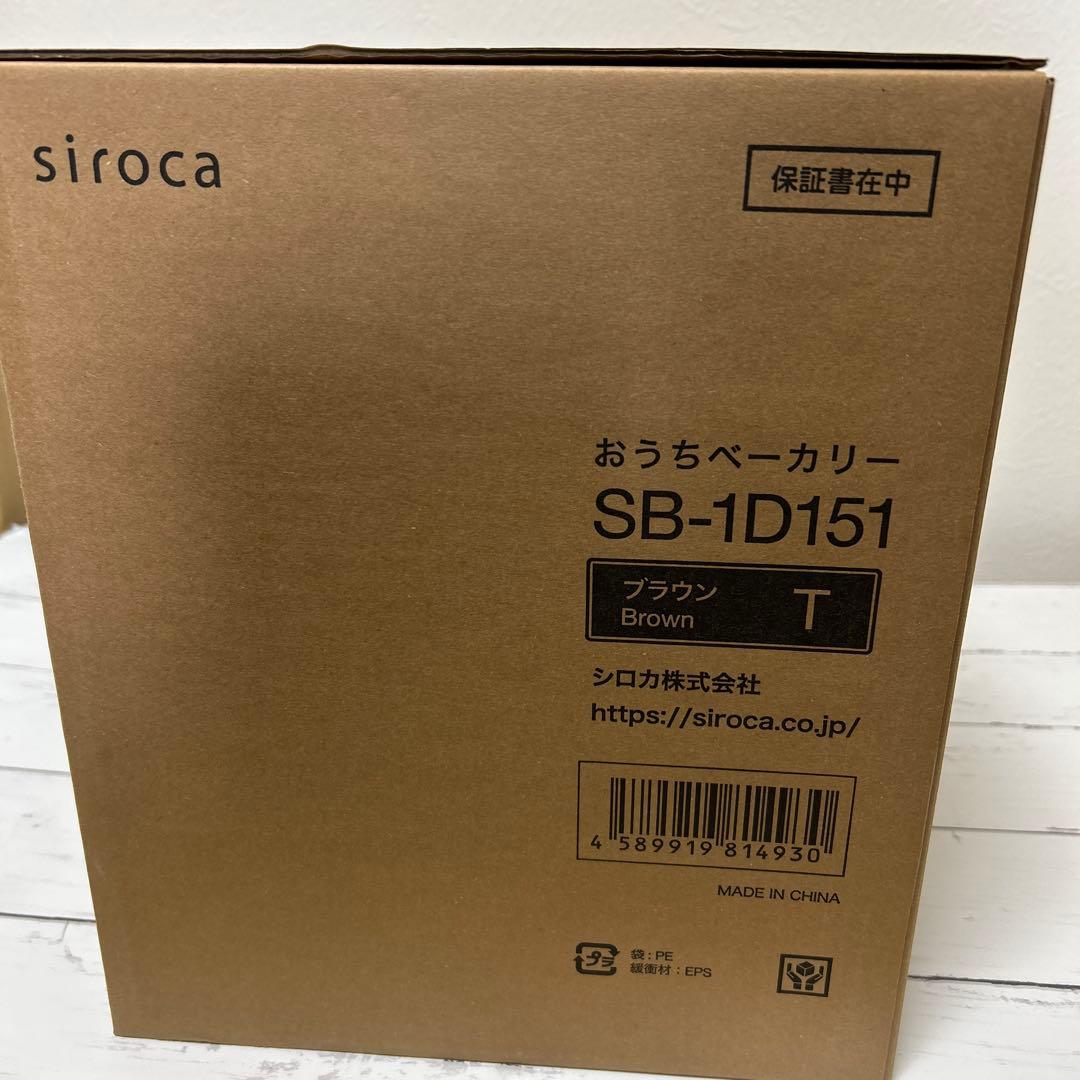 siroca
保証書在中
おうちベーカリー
SB-1D151
ブラウン
Brown
T
シロカ株式会社
https://siroca.co.jp/
4 589919 814930
MADE IN CHINA
プラ
袋:PE
緩衝材:EPS